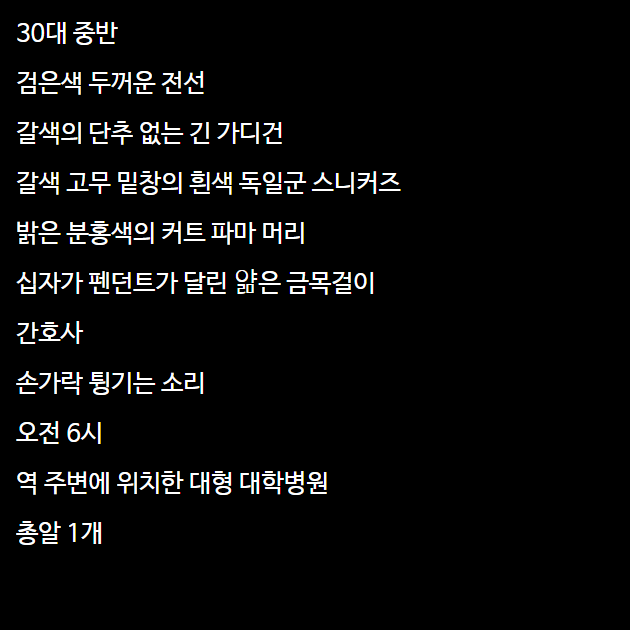 30대 중반
검은색 두꺼운 전선
갈색의 단추 없는 긴 가디건
갈색 고무 밑창의 흰색 독일군 스니커즈
밝은 분홍색의 커트 파마 머리
십자가 펜던트가 달린 얆은 금목걸이
간호사
손가락 튕기는 소리
오전 6시
역 주변에 위치한 대형 대학병원
총알 1개